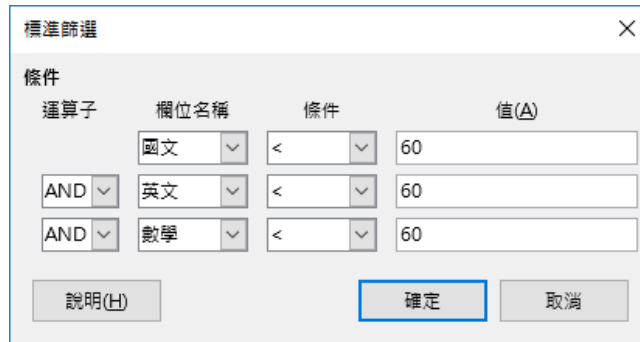 標準篩選
條件
運算子 欄位名稱 條件 值(A)
國文 < 60
AND 英文 < 60
AND 數學 < 60
說明(H) 確定 取消